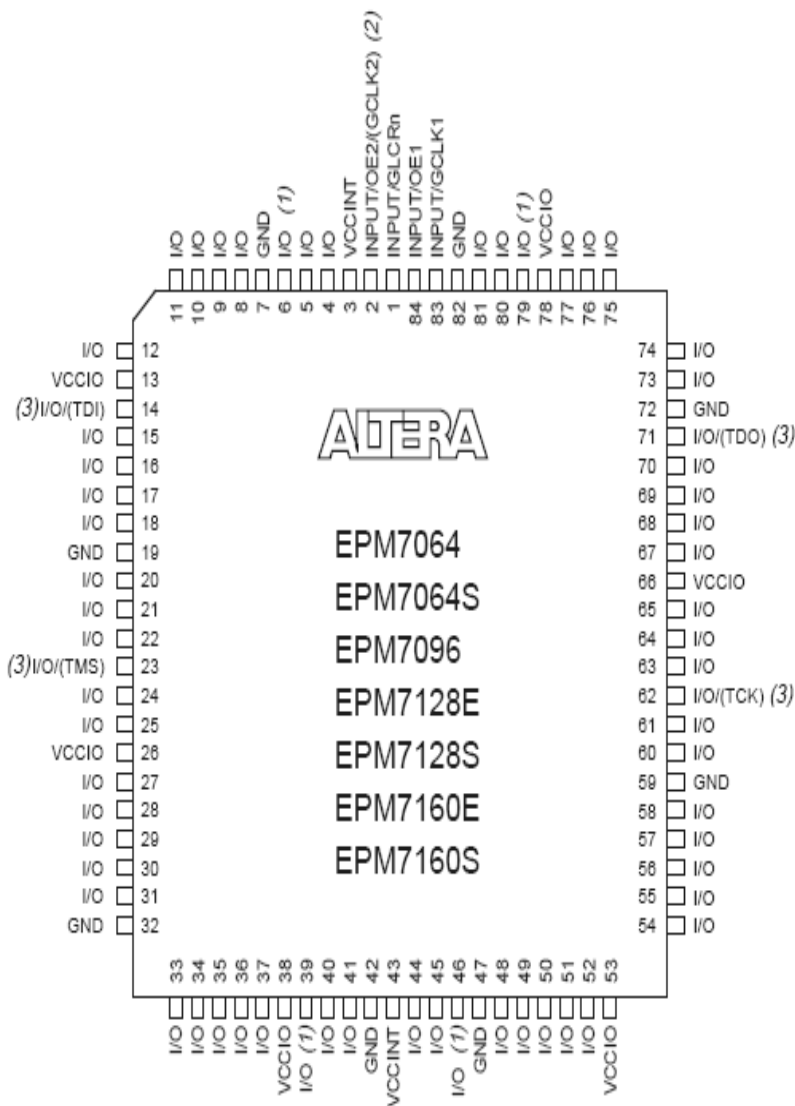 I/O
I/O
I/O
I/O
GND
I/O (1)
I/O
I/O
VCCINT
INPUT/OE2/(GCLK2) (2)
INPUT/GLCRn
INPUT/OE1
INPUT/GCLK1
GND
I/O
I/O
I/O (1)
VCCIO
I/O
I/O
I/O
11 10 9 8 7 6 5 4 3 2 1 84 83 82 81 80 79 78 77 76 75
I/O 12
VCCIO 13
(3)I/O/(TDI) 14
I/O 15
I/O 16
I/O 17
I/O 18
GND 19
I/O 20
I/O 21
I/O 22
(3)I/O/(TMS) 23
I/O 24
I/O 25
VCCIO 26
I/O 27
I/O 28
I/O 29
I/O 30
I/O 31
GND 32
ALTERA
EPM7064
EPM7064S
EPM7096
EPM7128E
EPM7128S
EPM7160E
EPM7160S
74 I/O
73 I/O
72 GND
71 I/O/(TDO) (3)
70 I/O
69 I/O
68 I/O
67 I/O
66 VCCIO
65 I/O
64 I/O
63 I/O
62 I/O/(TCK) (3)
61 I/O
60 I/O
59 GND
58 I/O
57 I/O
56 I/O
55 I/O
54 I/O
33 34 35 36 37 38 39 40 41 42 43 44 45 46 47 48 49 50 51 52 53
I/O
I/O
I/O
I/O
I/O
VCCIO
I/O (1)
I/O
I/O
GND
VCCINT
I/O
I/O
I/O (1)
GND
I/O
I/O
I/O
I/O
I/O
VCCIO